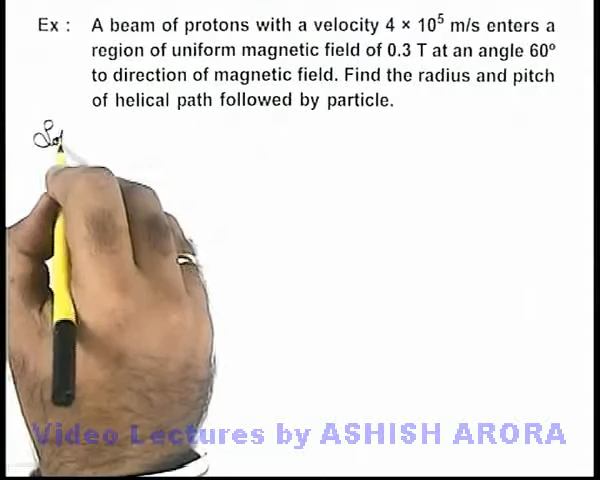 Ex : A beam of protons with a velocity 4 × 10⁵ m/s enters a
region of uniform magnetic field of 0.3 T at an angle 60º
to direction of magnetic field. Find the radius and pitch
of helical path followed by particle.
Video Lectures by ASHISH ARORA